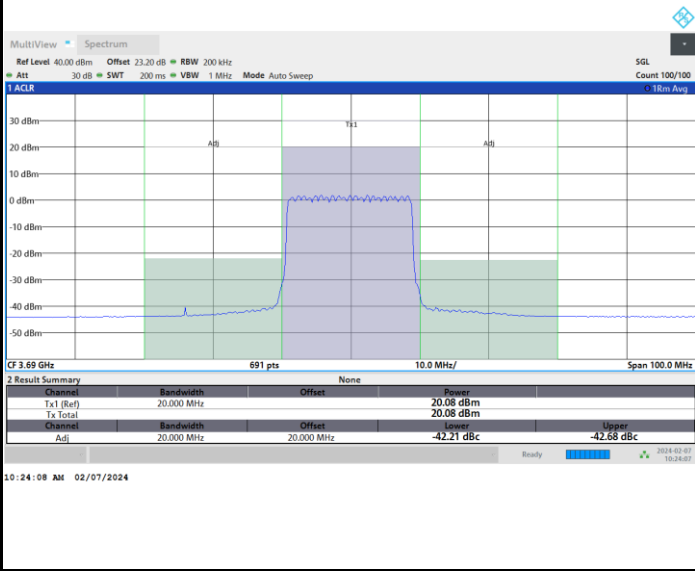 MultiView Spectrum
Ref Level 40.00 dBm Offset 23.20 dB RBW 200 kHz SGL
Att 30 dB SWT 200 ms VBW 1 MHz Mode Auto Sweep Count 100/100
1 ACLR 1Rm Avg
30 dBm
Tx1
20 dBm Adj Adj
10 dBm
0 dBm
-10 dBm
-20 dBm
-30 dBm
-40 dBm
-50 dBm
CF 3.69 GHz 691 pts 10.0 MHz/ Span 100.0 MHz
2 Result Summary None
Channel Bandwidth Offset Power
Tx1 (Ref) 20.000 MHz 20.08 dBm
Tx Total 20.08 dBm
Channel Bandwidth Offset Lower Upper
Adj 20.000 MHz 20.000 MHz -42.21 dBc -42.68 dBc
Ready 2024-02-07
10:24:07
10:24:08 AM 02/07/2024